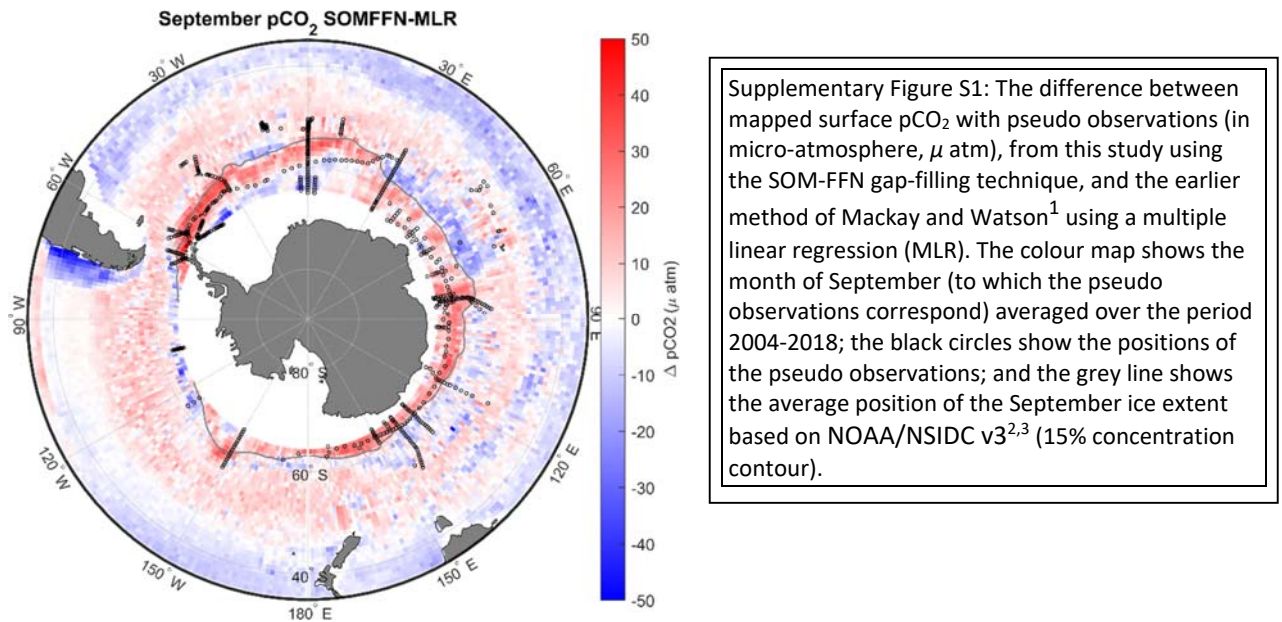 September pCO₂ SOMFFN-MLR
30° W
30° E
60° W
60° E
90° W
90° E
80° S
120° W
120° E
60° S
150° W
150° E
40° S
180° E
50
40
30
20
10
0
-10
-20
-30
-40
-50
Δ pCO2 (μ atm)
Supplementary Figure S1: The difference between
mapped surface pCO₂ with pseudo observations (in
micro-atmosphere, μ atm), from this study using
the SOM-FFN gap-filling technique, and the earlier
method of Mackay and Watson¹ using a multiple
linear regression (MLR). The colour map shows the
month of September (to which the pseudo
observations correspond) averaged over the period
2004-2018; the black circles show the positions of
the pseudo observations; and the grey line shows
the average position of the September ice extent
based on NOAA/NSIDC v3²,³ (15% concentration
contour).